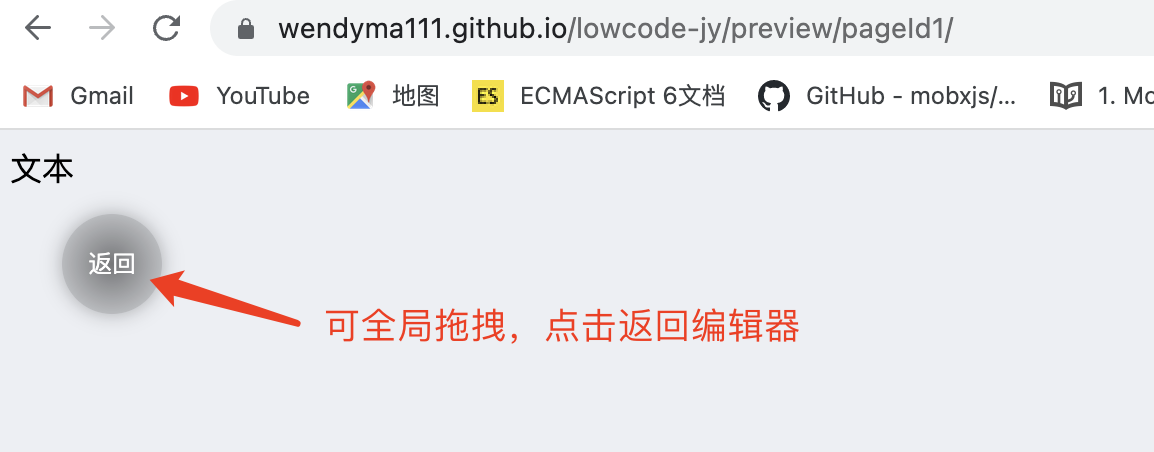 wendyma111.github.io/lowcode-jy/preview/pageId1/
Gmail YouTube 地图 ES ECMAScript 6文档 GitHub - mobxjs/... 1. Mo
文本
返回
可全局拖拽，点击返回编辑器